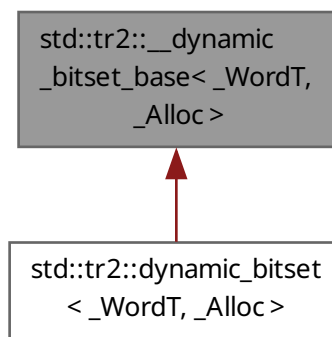 std::tr2::__dynamic
_bitset_base< _WordT,
_Alloc >
std::tr2::dynamic_bitset
< _WordT, _Alloc >